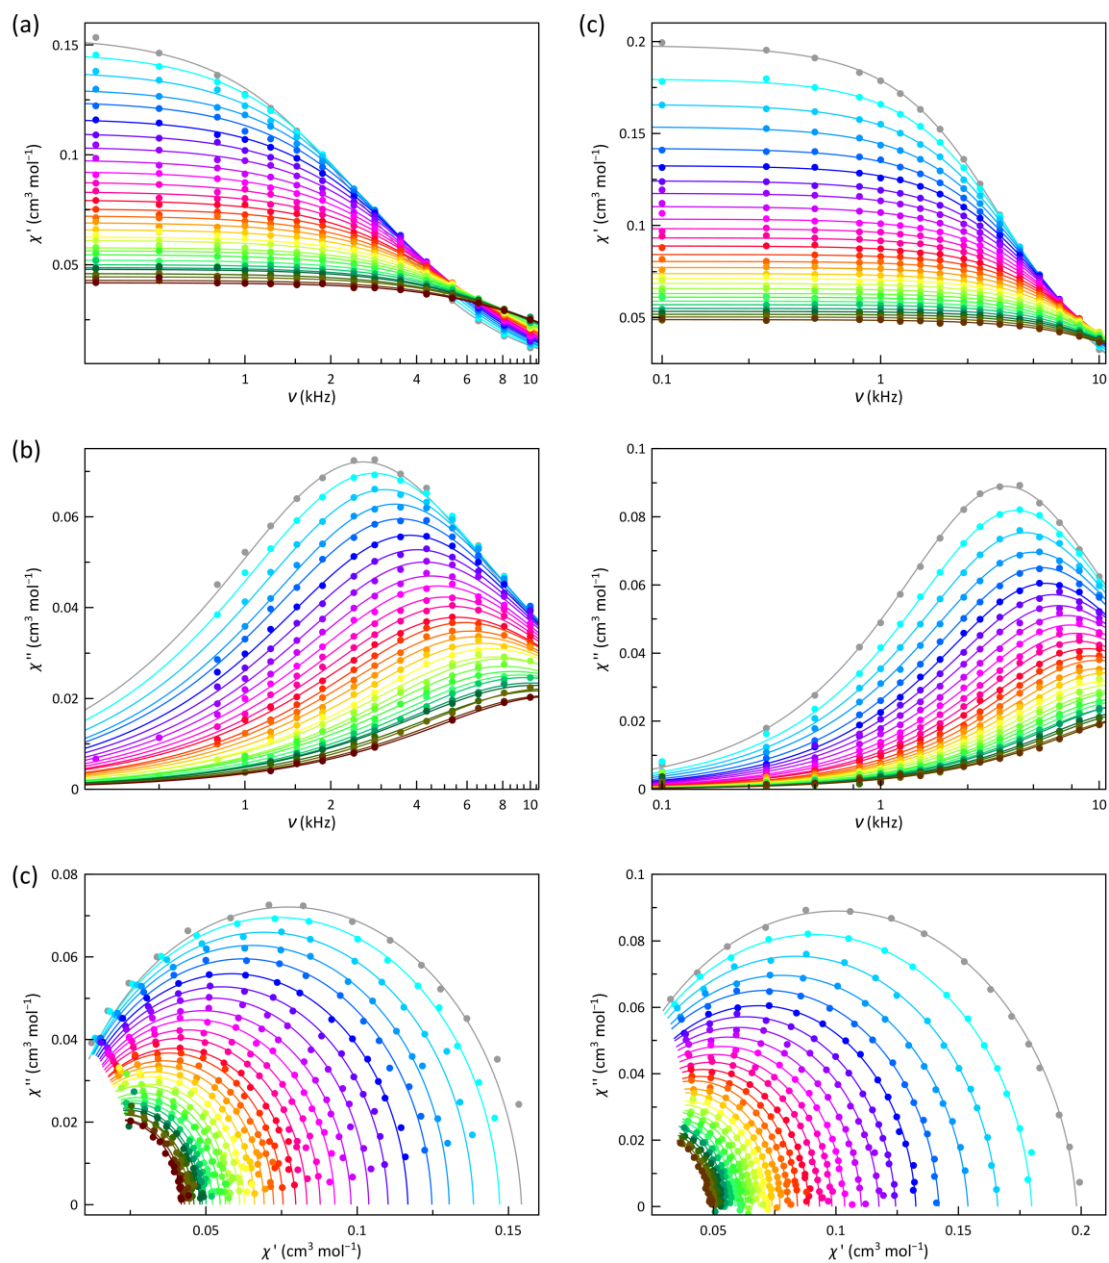 (a)
0.15
0.1
0.05
χ' (cm³ mol⁻¹)
1 2 4 6 8 10
ν (kHz)
(c)
0.2
0.15
0.1
0.05
χ' (cm³ mol⁻¹)
0.1 1 10
ν (kHz)
(b)
0.06
0.04
0.02
0
χ'' (cm³ mol⁻¹)
1 2 4 6 8 10
ν (kHz)
0.1
0.08
0.06
0.04
0.02
0
χ'' (cm³ mol⁻¹)
0.1 1 10
ν (kHz)
(c)
0.08
0.06
0.04
0.02
0
χ'' (cm³ mol⁻¹)
0.05 0.1 0.15
χ' (cm³ mol⁻¹)
0.1
0.08
0.06
0.04
0.02
0
χ'' (cm³ mol⁻¹)
0.05 0.1 0.15 0.2
χ' (cm³ mol⁻¹)